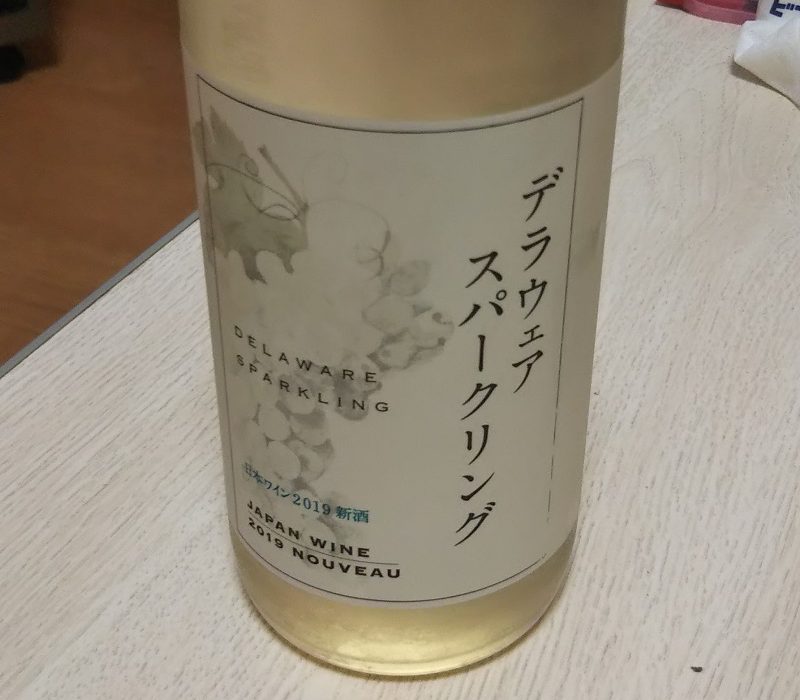 デラウェア
スパークリング
DELAWARE
SPARKLING
日本ワイン2019新酒
JAPAN WINE
2019 NOUVEAU